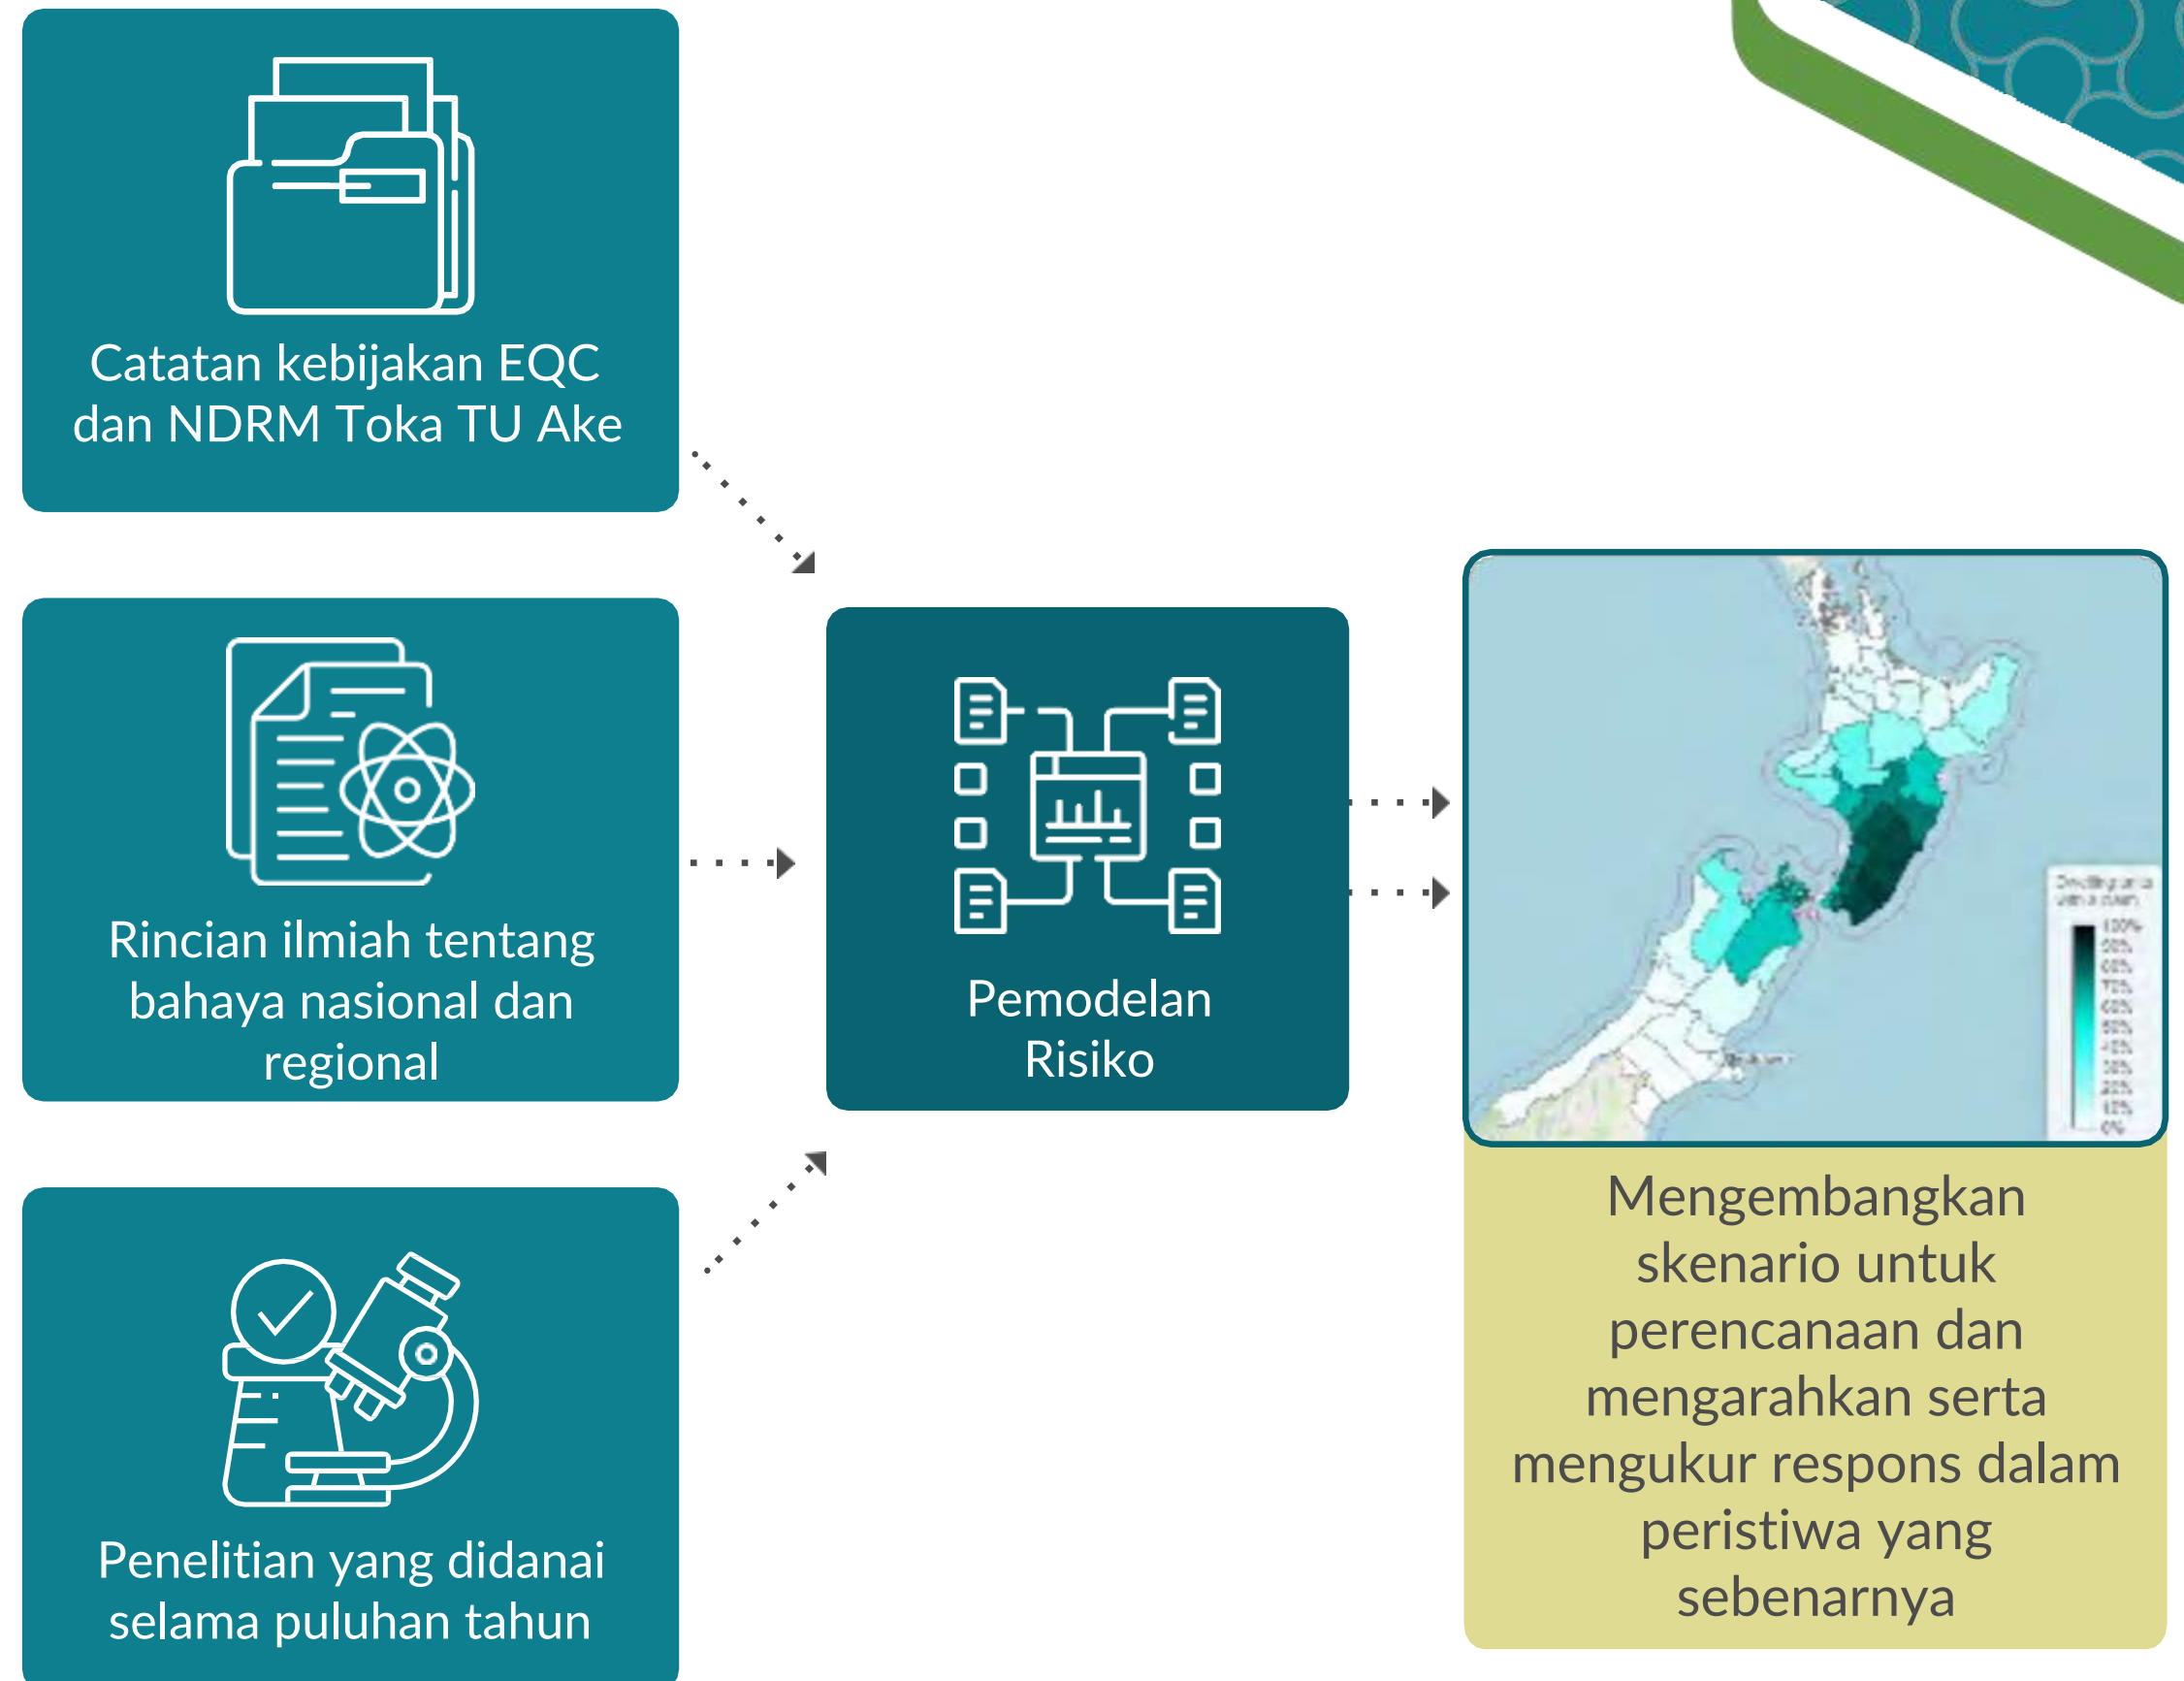 Catatan kebijakan EQC
dan NDRM Toka TU Ake
Rincian ilmiah tentang
bahaya nasional dan
regional
Penelitian yang didanai
selama puluhan tahun
Pemodelan
Risiko
Mengembangkan
skenario untuk
perencanaan dan
mengarahkan serta
mengukur respons dalam
peristiwa yang
sebenarnya